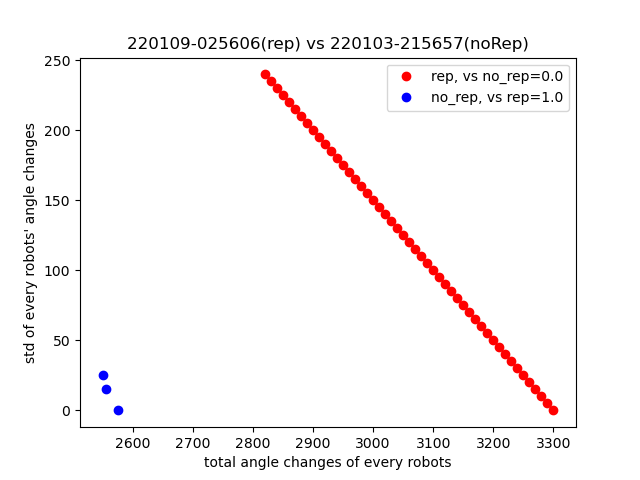 220109-025606(rep) vs 220103-215657(noRep)
rep, vs no_rep=0.0
no_rep, vs rep=1.0
250
200
150
100
50
0
std of every robots' angle changes
2600 2700 2800 2900 3000 3100 3200 3300
total angle changes of every robots